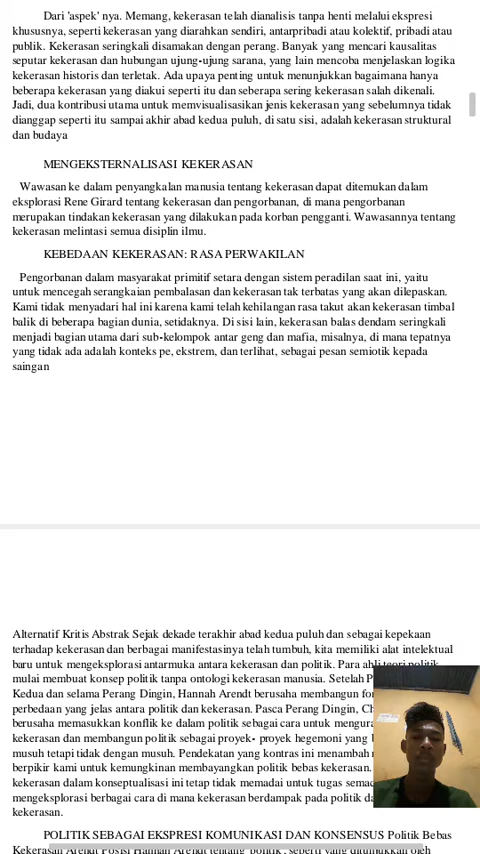 Dari 'aspek' nya. Memang, kekerasan telah dianalisis tanpa henti melalui ekspresi
khususnya, seperti kekerasan yang diarahkan sendiri, antarpribadi atau kolektif, pribadi atau
publik. Kekerasan seringkali disamakan dengan perang. Banyak yang mencari kausalitas
seputar kekerasan dan hubungan ujung-ujung sarana, yang lain mencoba menjelaskan logika
kekerasan historis dan terletak. Ada upaya penting untuk menunjukkan bagaimana hanya
beberapa kekerasan yang diakui seperti itu dan seberapa sering kekerasan salah dikenali.
Jadi, dua kontribusi utama untuk memvisualisasikan jenis kekerasan yang sebelumnya tidak
dianggap seperti itu sampai akhir abad kedua puluh, di satu sisi, adalah kekerasan struktural
dan budaya
MENGEKSTERNALISASI KEKERASAN
Wawasan ke dalam penyangkalan manusia tentang kekerasan dapat ditemukan dalam
eksplorasi Rene Girard tentang kekerasan dan pengorbanan, di mana pengorbanan
merupakan tindakan kekerasan yang dilakukan pada korban pengganti. Wawasannya tentang
kekerasan melintasi semua disiplin ilmu.
KEBEDAAN KEKERASAN: RASA PERWAKILAN
Pengorbanan dalam masyarakat primitif setara dengan sistem peradilan saat ini, yaitu
untuk mencegah serangkaian pembalasan dan kekerasan tak terbatas yang akan dilepaskan.
Kami tidak menyadari hal ini karena kami telah kehilangan rasa takut akan kekerasan timbal
balik di beberapa bagian dunia, setidaknya. Di sisi lain, kekerasan balas dendam seringkali
menjadi bagian utama dari sub-kelompok antar geng dan mafia, misalnya, di mana tepatnya
yang tidak ada adalah konteks pe, ekstrem, dan terlihat, sebagai pesan semiotik kepada
saingan
Alternatif Kritis Abstrak Sejak dekade terakhir abad kedua puluh dan sebagai kepekaan
terhadap kekerasan dan berbagai manifestasinya telah tumbuh, kita memiliki alat intelektual
baru untuk mengeksplorasi antarmuka antara kekerasan dan politik. Para ahli teori politik
mulai membuat konsep politik tanpa ontologi kekerasan manusia. Setelah P
Kedua dan selama Perang Dingin, Hannah Arendt berusaha membangun
perbedaan yang jelas antara politik dan kekerasan. Pasca Perang Dingin, Ch
berusaha memasukkan konflik ke dalam politik sebagai cara untuk mengura
kekerasan dan membangun politik sebagai proyek- proyek hegemoni yang
musuh tetapi tidak dengan musuh. Pendekatan yang kontras ini menambah
berpikir kami untuk kemungkinan membayangkan politik bebas kekerasan.
kekerasan dalam konseptualisasi ini tetap tidak memadai untuk tugas semac
mengeksplorasi berbagai cara di mana kekerasan berdampak pada politik da
kekerasan.
POLITIK SEBAGAI EKSPRESI KOMUNIKASI DAN KONSENSUS Politik Bebas
Kekerasan Arendt Posisi Hannah Arendt tentang 'politik', seperti yang ditunjukkan oleh